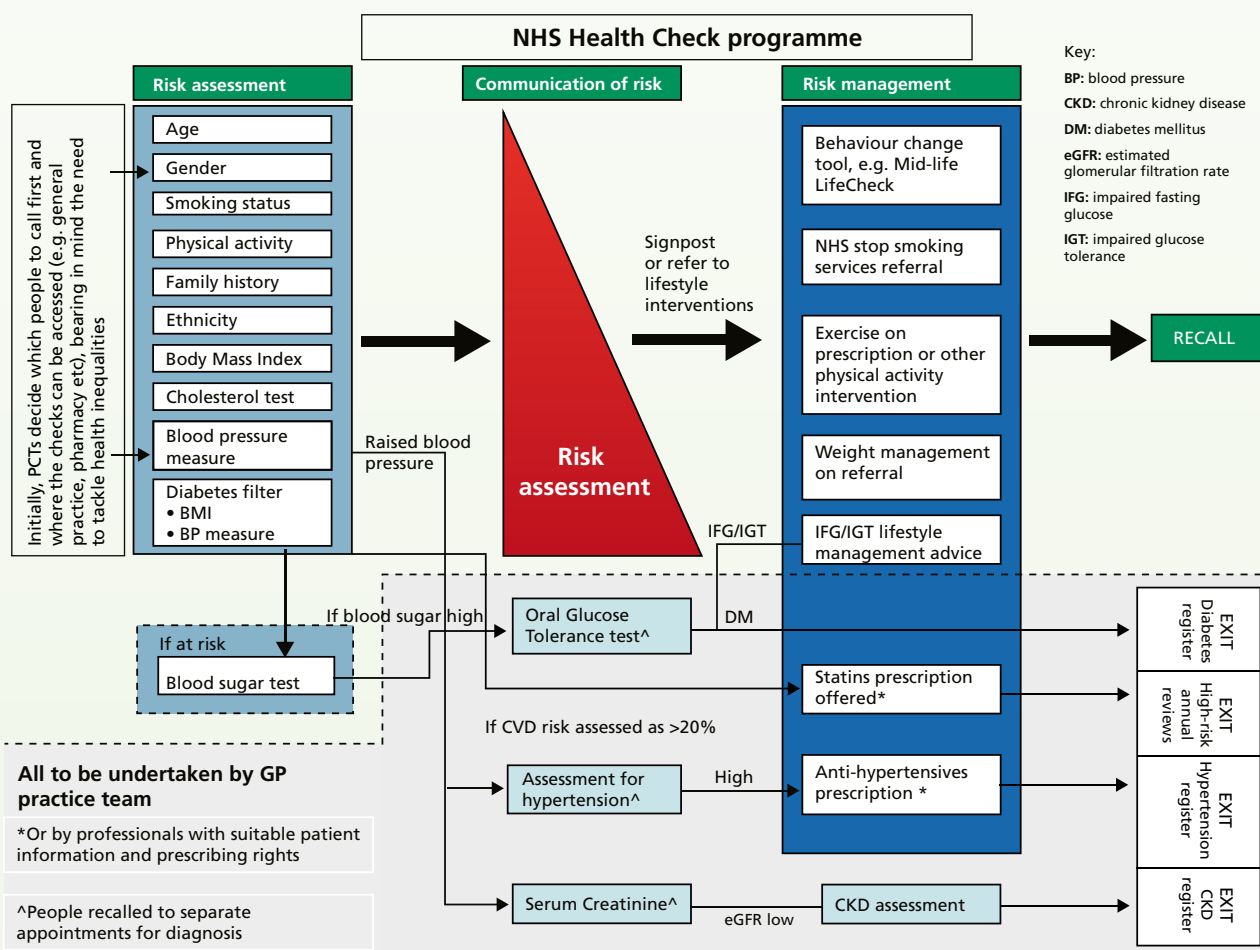 NHS Health Check programme
Risk assessment
Communication of risk
Risk management
Key:
BP: blood pressure
CKD: chronic kidney disease
DM: diabetes mellitus
eGFR: estimated
glomerular filtration rate
IFG: impaired fasting
glucose
IGT: impaired glucose
tolerance
Initially, PCTs decide which people to call first and
where the checks can be accessed (e.g. general
practice, pharmacy etc), bearing in mind the need
to tackle health inequalities
Age
Gender
Smoking status
Physical activity
Family history
Ethnicity
Body Mass Index
Cholesterol test
Blood pressure
measure
Diabetes filter
• BMI
• BP measure
Raised blood
pressure
Risk
assessment
Signpost
or refer to
lifestyle
interventions
Behaviour change
tool, e.g. Mid-life
LifeCheck
NHS stop smoking
services referral
Exercise on
prescription or other
physical activity
intervention
Weight management
on referral
IFG/IGT
IFG/IGT lifestyle
management advice
RECALL
If at risk
Blood sugar test
If blood sugar high
Oral Glucose
Tolerance test^
DM
EXIT
Diabetes
register
Statins prescription
offered*
EXIT
High-risk
annual
reviews
If CVD risk assessed as >20%
Assessment for
hypertension^
High
Anti-hypertensives
prescription *
EXIT
Hypertension
register
Serum Creatinine^
eGFR low
CKD assessment
EXIT
CKD
register
All to be undertaken by GP
practice team
*Or by professionals with suitable patient
information and prescribing rights
^People recalled to separate
appointments for diagnosis